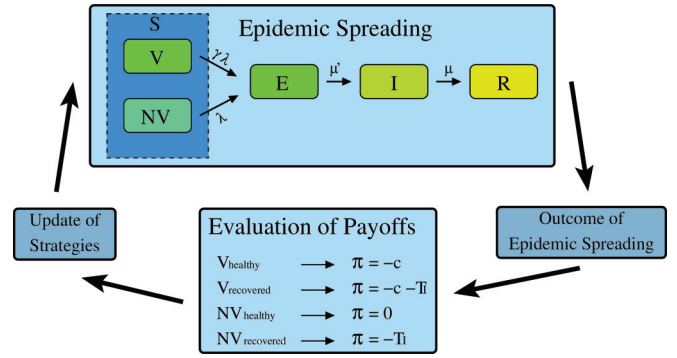 S
Epidemic Spreading
V
γλ
NV
λ
E
μ'
I
μ
R
Update of
Strategies
Outcome of
Epidemic Spreading
Evaluation of Payoffs
Vhealthy → π = −c
Vrecovered → π = −c −Ti
NVhealthy → π = 0
NVrecovered → π = −Ti